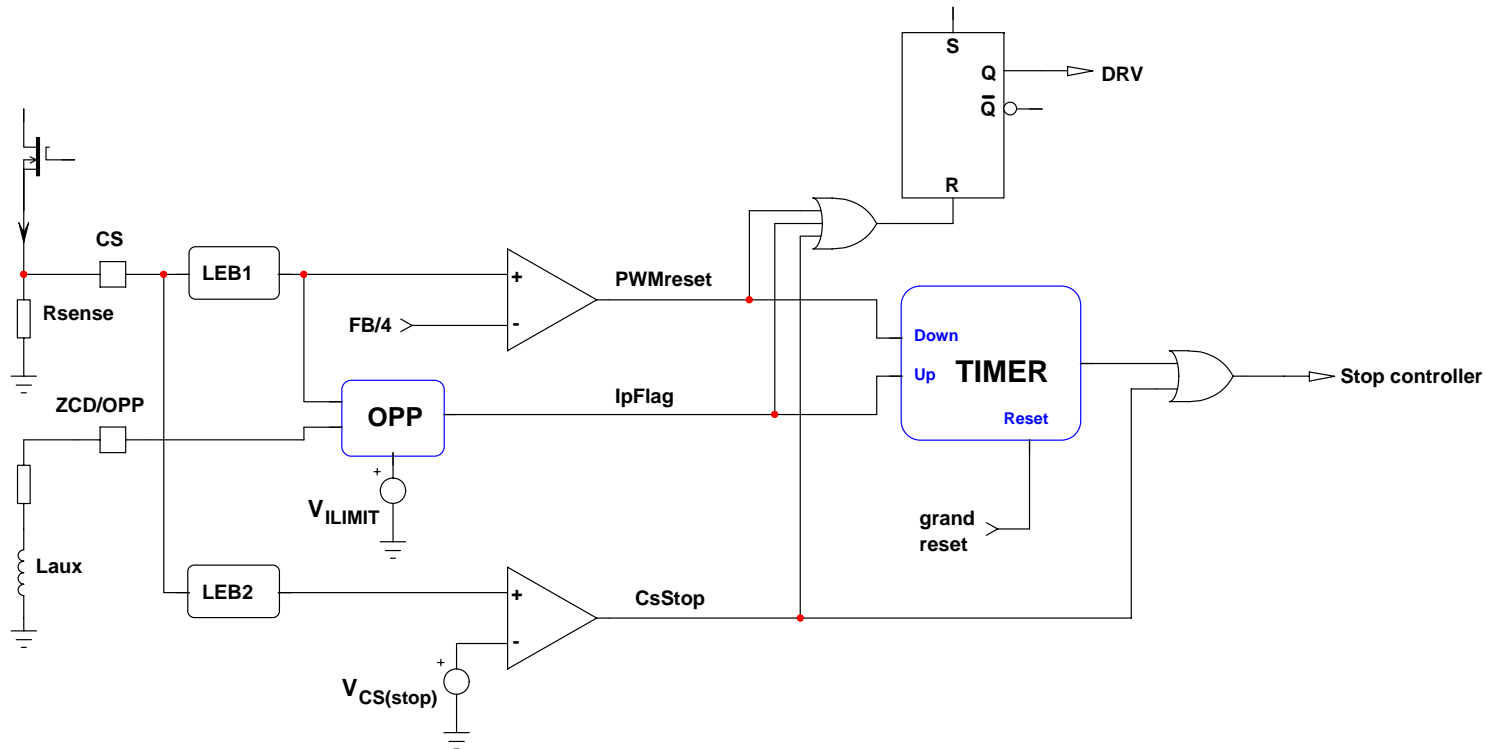 S
Q
DRV
Q
R
CS
LEB1
+
PWMreset
Rsense
FB/4
-
Down
TIMER
Up
Stop controller
ZCD/OPP
OPP
IpFlag
Reset
+
VILIMIT
grand
reset
Laux
LEB2
+
CsStop
-
+
VCS(stop)